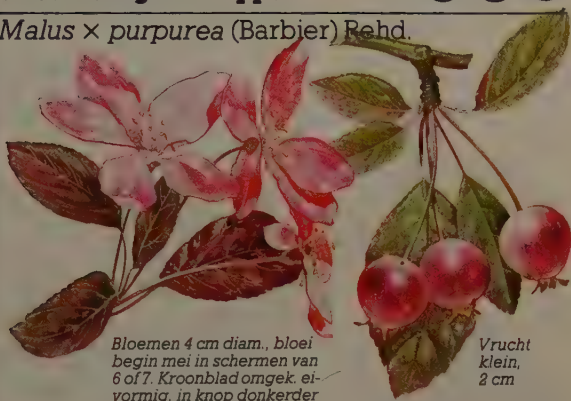 Malus × purpurea (Barbier) Rehd.
Bloemen 4 cm diam., bloei
begin mei in schermen van
6 of 7. Kroonblad omgek. ei-
vormig, in knop donkerder
Vrucht
klein,
2 cm